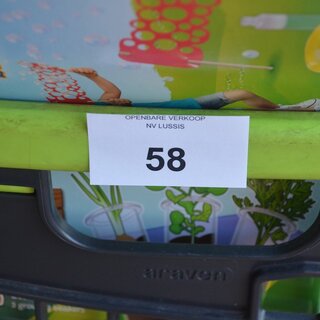 OPENBARE VERKOOP
NV LUSSIS
58
araven